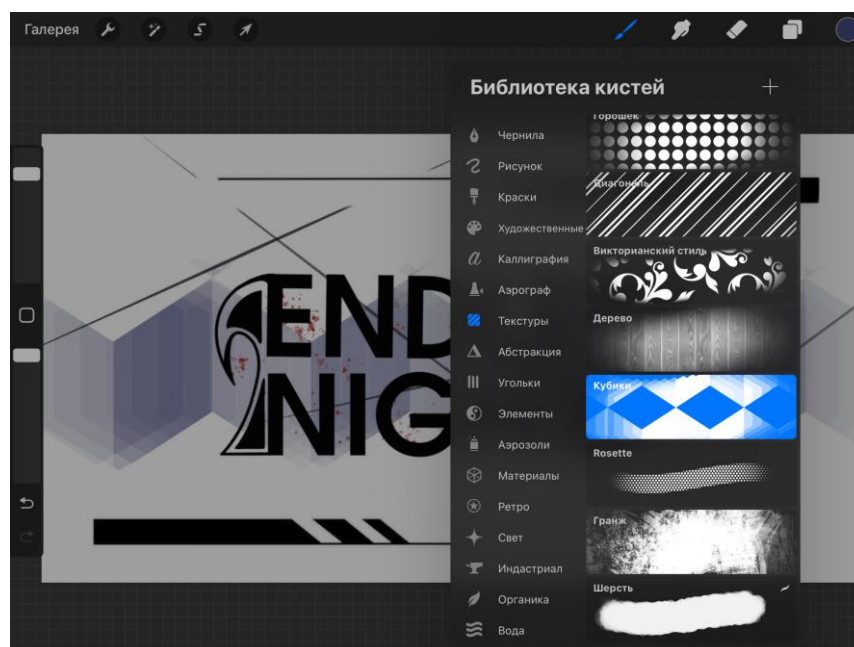 Галерея
Библиотека кистей
Чернила
Рисунок
Краски
Художественные
Каллиграфия
Аэрограф
Текстуры
Абстракция
Угольки
Элементы
Аэрозоли
Материалы
Ретро
Свет
Индастриал
Органика
Вода
Горошек
Диагональ
Викторианский стиль
Дерево
Кубики
Rosette
Гранж
Шерсть
END
NIG